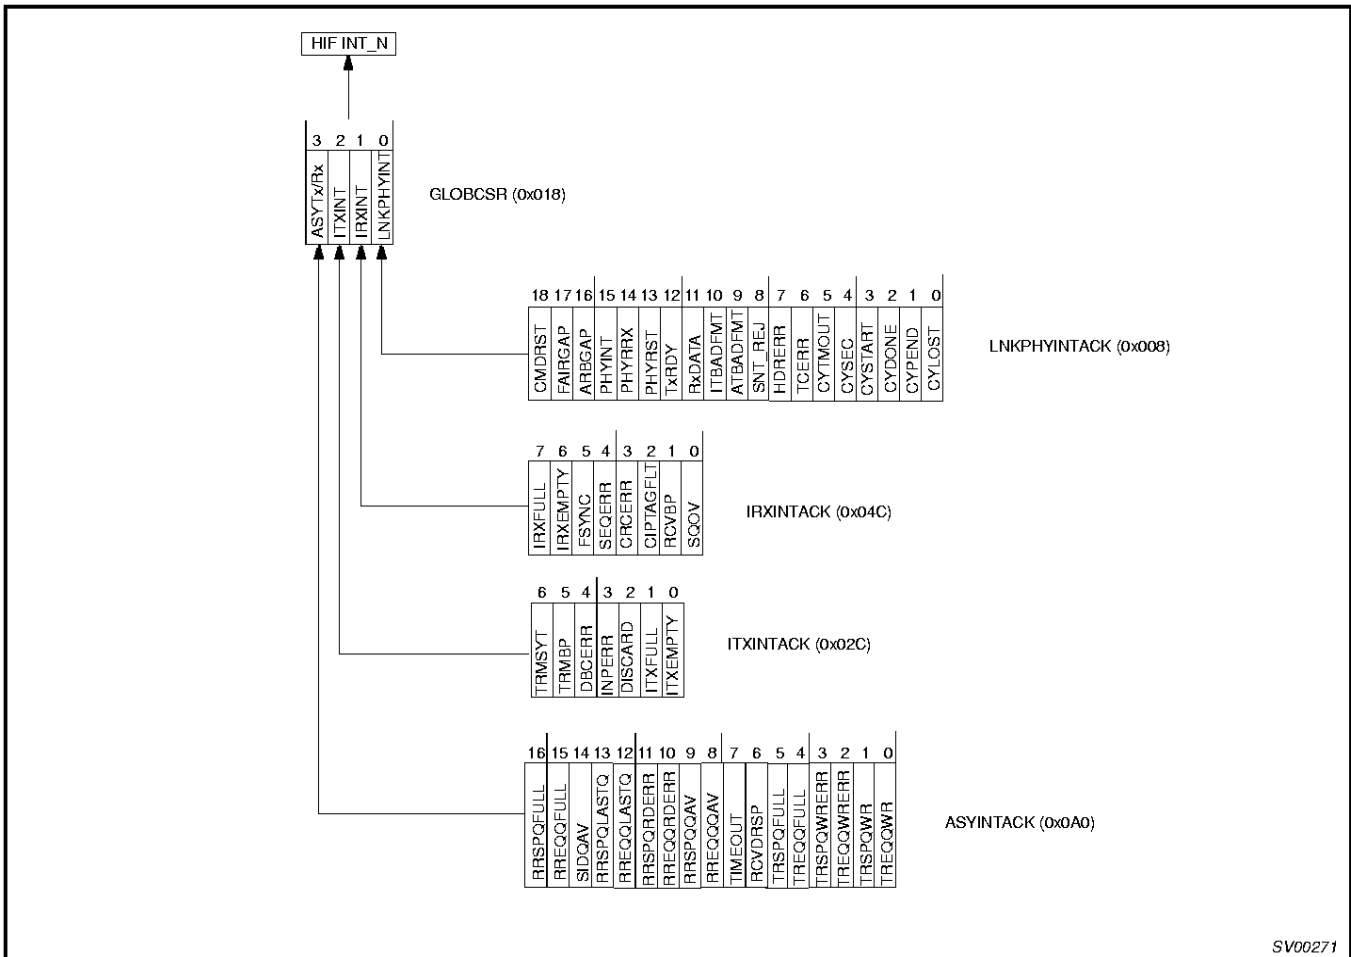 HIF INT_N
3 2 1 0
ASYTx/Rx
ITXINT
IRXINT
LNKPHYINT
GLOBCSR (0x018)
18 17 16 15 14 13 12 11 10 9 8 7 6 5 4 3 2 1 0
CMDRST
FAIRGAP
ARBGAP
PHYINT
PHYRRX
PHYRST
TxRDY
RxDATA
ITBADFMT
ATBADFMT
SNT_REJ
HDRERR
TCERR
CYTMOUT
CYSEC
CYSTART
CYDONE
CYPEND
CYLOST
LNKPHYINTACK (0x008)
7 6 5 4 3 2 1 0
IRXFULL
IRXEMPTY
FSYNC
SEQERR
CRCERR
CIPTAGFLT
RCVBP
SQOV
IRXINTACK (0x04C)
6 5 4 3 2 1 0
TRMSYT
TRMBP
DBCERR
INPERR
DISCARD
ITXFULL
ITXEMPTY
ITXINTACK (0x02C)
16 15 14 13 12 11 10 9 8 7 6 5 4 3 2 1 0
RRSPQFULL
RREQQFULL
SIDQAV
RRSPQLASTQ
RREQQLASTQ
RRSPQRDERR
RREQQRDERR
RRSPQQAV
RREQQQAV
TIMEOUT
RCVDRSP
TRSPQFULL
TREQQFULL
TRSPQWRERR
TREQQWRERR
TRSPQWR
TREQQWR
ASYINTACK (0x0A0)
SV00271